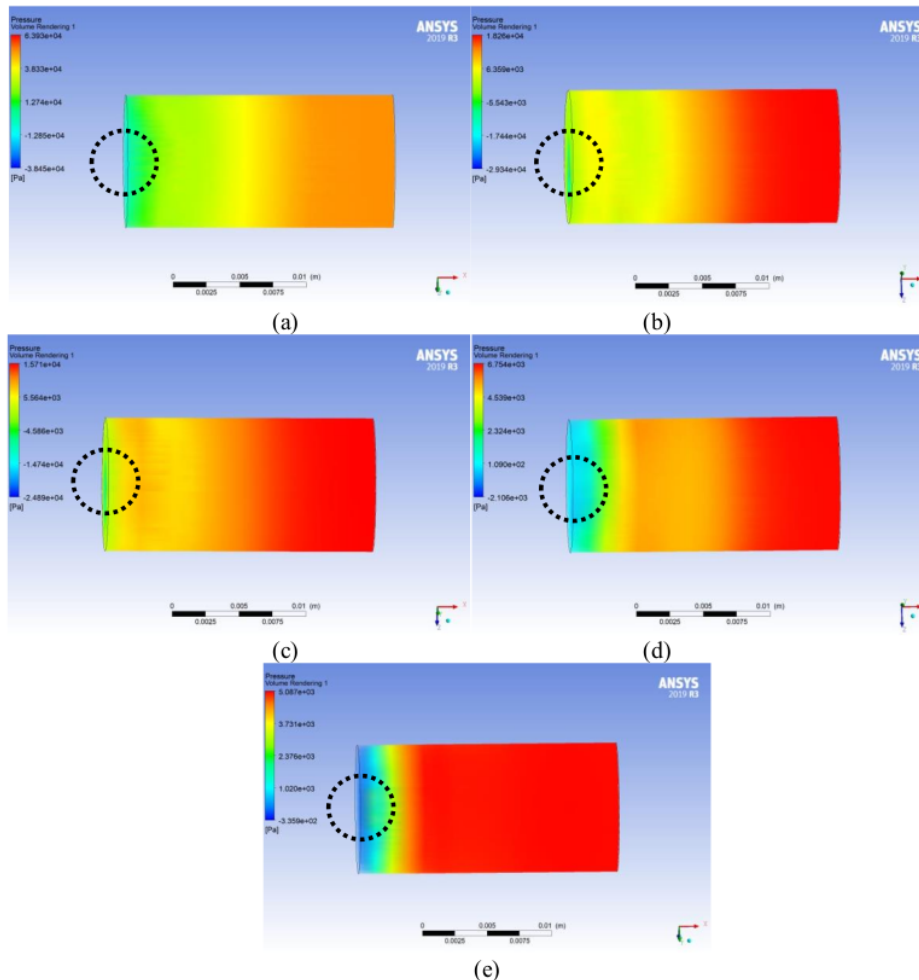 Pressure
Volume Rendering 1
6.393e+04
3.833e+04
1.274e+04
-1.285e+04
-3.845e+04
[Pa]
ANSYS
2019 R3
0 0.005 0.01 (m)
0.0025 0.0075
X
(a)
Pressure
Volume Rendering 1
1.826e+04
6.359e+03
-5.543e+03
-1.744e+04
-2.934e+04
[Pa]
ANSYS
2019 R3
0 0.005 0.01 (m)
0.0025 0.0075
Y
X
Z
(b)
Pressure
Volume Rendering 1
1.571e+04
5.564e+03
-4.586e+03
-1.474e+04
-2.489e+04
[Pa]
ANSYS
2019 R3
0 0.005 0.01 (m)
0.0025 0.0075
X
Z
(c)
Pressure
Volume Rendering 1
6.754e+03
4.539e+03
2.324e+03
1.090e+02
-2.106e+03
[Pa]
ANSYS
2019 R3
0 0.005 0.01 (m)
0.0025 0.0075
Y
X
Z
(d)
Pressure
Volume Rendering 1
5.087e+03
3.731e+03
2.376e+03
1.020e+03
-3.359e+02
[Pa]
ANSYS
2019 R3
0 0.005 0.01 (m)
0.0025 0.0075
X
(e)